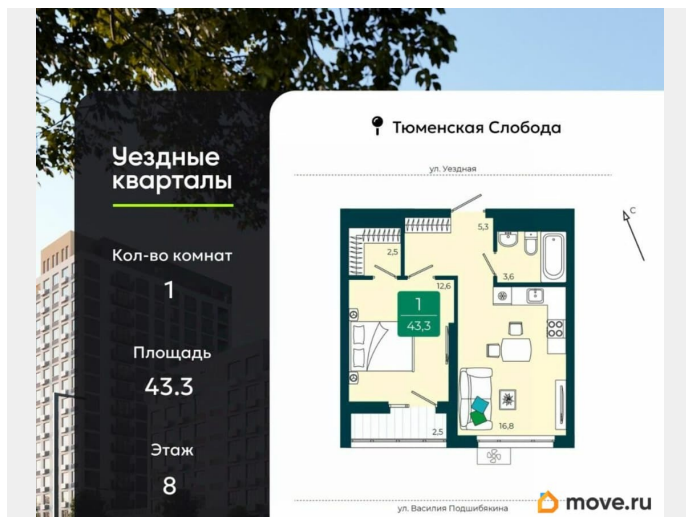 Уездные
кварталы
Кол-во комнат
1
Площадь
43.3
Этаж
8
Тюменская Слобода
ул. Уездная
С
5,3
2,5
3,6
12,6
1
43,3
16,8
2,5
ул. Василия Подшибякина
move.ru